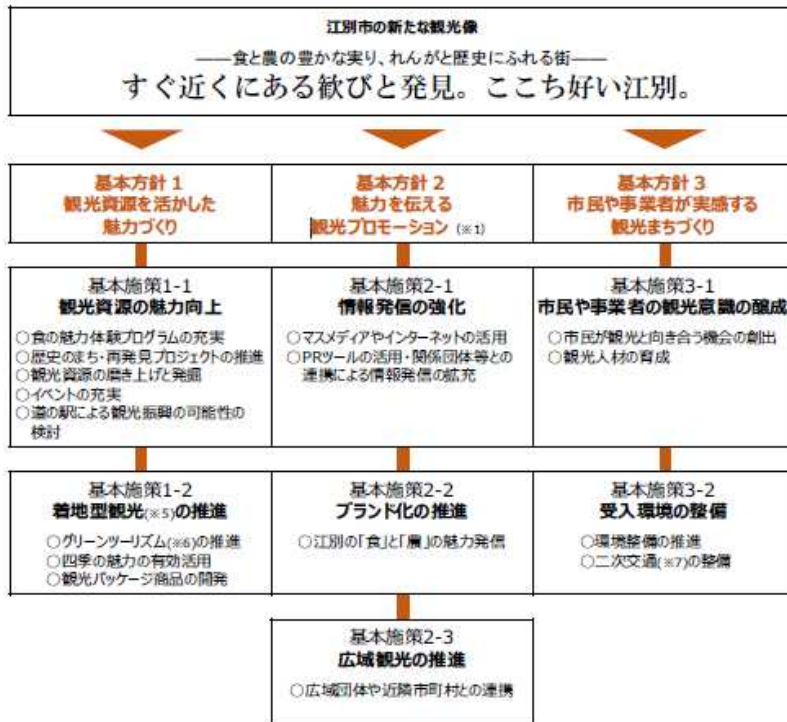 江別市の新たな観光像
――食と農の豊かな実り、れんがと歴史にふれる街――
すぐ近くにある歓びと発見。ここち好い江別。
基本方針1
観光資源を活かした
魅力づくり
基本方針2
魅力を伝える
観光プロモーション (※1)
基本方針3
市民や事業者が実感する
観光まちづくり
基本施策1-1
観光資源の魅力向上
○食の魅力体験プログラムの充実
○歴史のまち・再発見プロジェクトの推進
○観光資源の磨き上げと発掘
○イベントの充実
○道の駅による観光振興の可能性の
検討
基本施策2-1
情報発信の強化
○マスメディアやインターネットの活用
○PRツールの活用・関係団体等との
連携による情報発信の拡充
基本施策3-1
市民や事業者の観光意識の醸成
○市民が観光と向き合う機会の創出
○観光人材の育成
基本施策1-2
着地型観光(※5)の推進
○グリーンツーリズム(※6)の推進
○四季の魅力の有効活用
○観光パッケージ商品の開発
基本施策2-2
ブランド化の推進
○江別の「食」と「農」の魅力発信
基本施策3-2
受入環境の整備
○環境整備の推進
○二次交通(※7)の整備
基本施策2-3
広域観光の推進
○広域団体や近隣市町村との連携